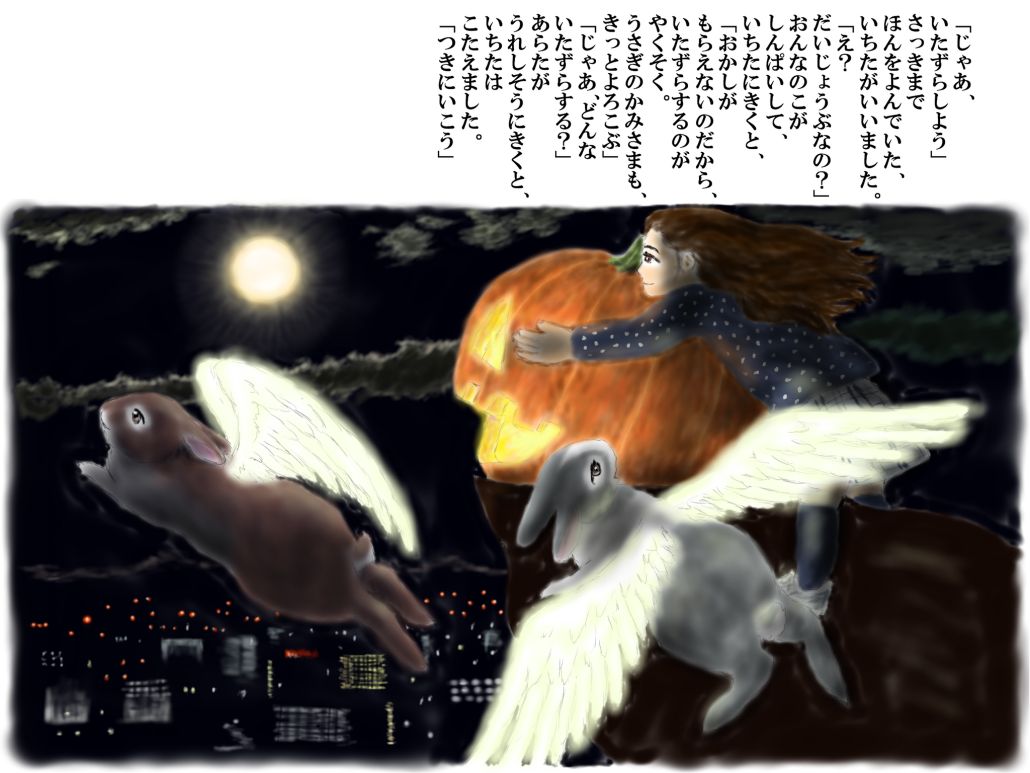 「じゃあ、
いたずらしよう」
さっきまで
ほんをよんでいた、
いちたがいいました。
「え？
だいじょうぶなの？」
おんなのこが
しんぱいして、
いちたにきくと、
「おかしが
もらえないのだから、
いたずらするのが
やくそく。
うさぎのかみさまも、
きっとよろこぶ」
「じゃあ、どんな
いたずらする？」
あらたが
うれしそうにきくと、
いちたは
こたえました。
「つきにいこう」